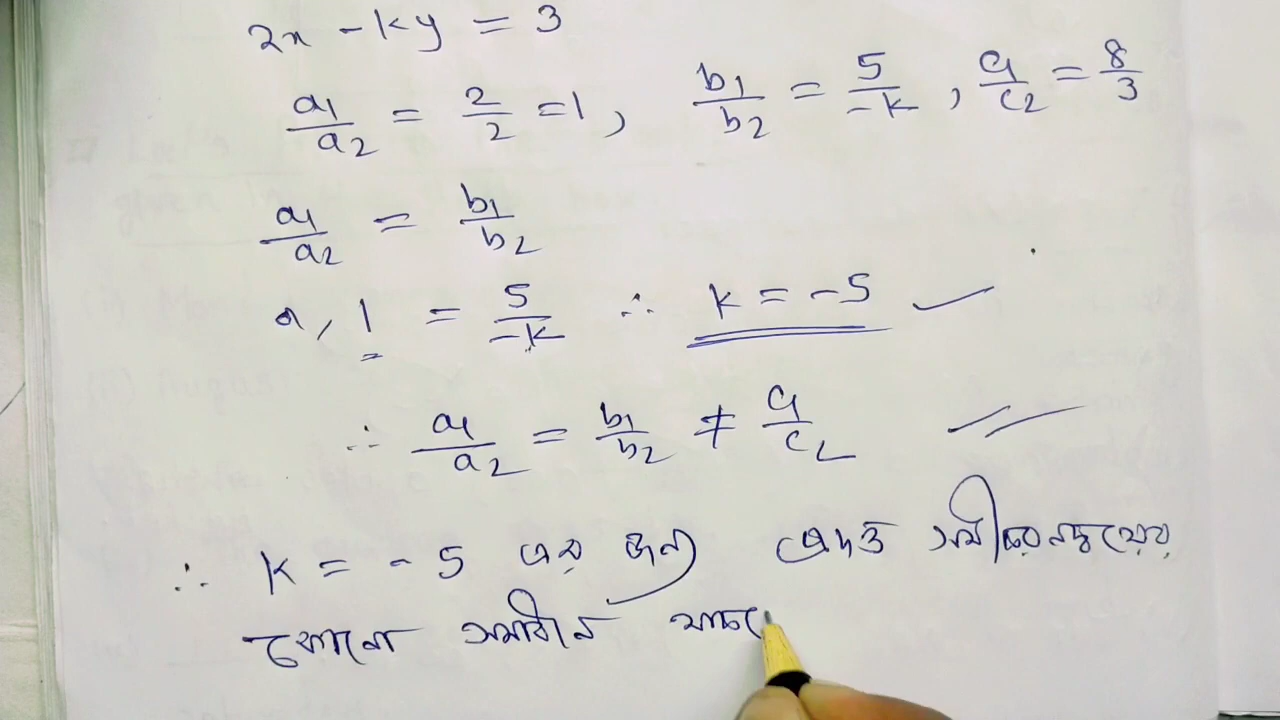 2x - ky = 3
a₁/a₂ = 2/2 = 1, b₁/b₂ = 5/-k, c₁/c₂ = 8/3
a₁/a₂ = b₁/b₂
বা, 1 = 5/-k ∴ k = -5
∴ a₁/a₂ = b₁/b₂ ≠ c₁/c₂
∴ k = -5 এর জন্য প্রদত্ত সমীকরনদ্বয়ের
কোনো সমাধান